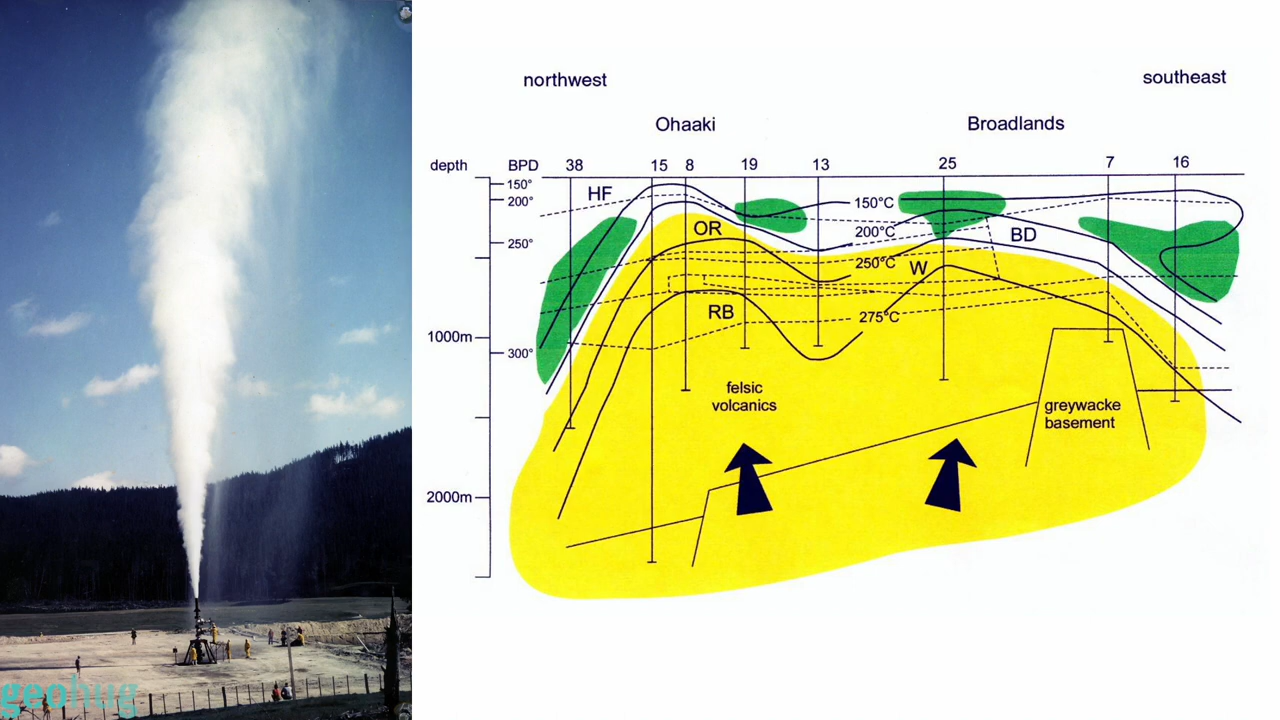 northwest
southeast
Ohaaki
Broadlands
depth
BPD
38
15
8
19
13
25
7
16
150°
200°
250°
300°
1000m
2000m
HF
OR
RB
W
BD
150°C
200°C
250°C
275°C
felsic
volcanics
greywacke
basement
geohug